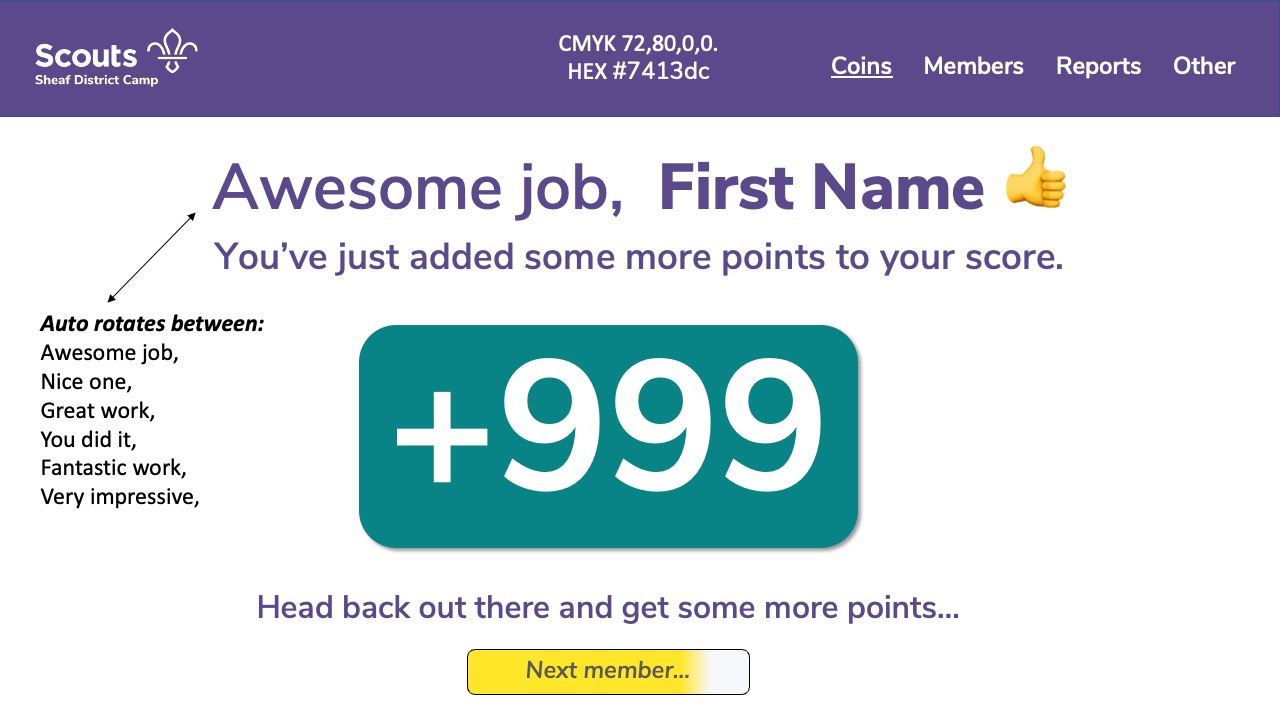 Scouts
Sheaf District Camp
CMYK 72,80,0,0.
HEX #7413dc
Coins Members Reports Other
Awesome job, First Name
You’ve just added some more points to your score.
Auto rotates between:
Awesome job,
Nice one,
Great work,
You did it,
Fantastic work,
Very impressive,
+999
Head back out there and get some more points...
Next member...